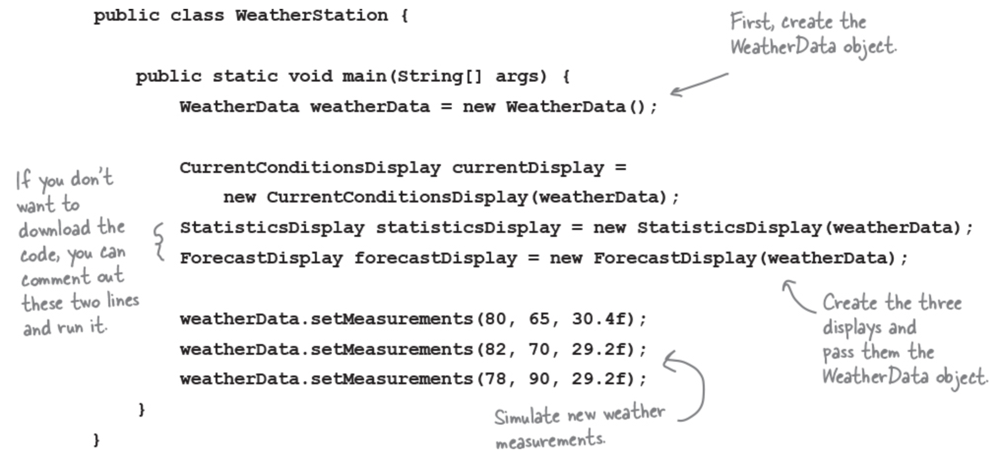 public class WeatherStation {
First, create the
WeatherData object.
public static void main(String[] args) {
WeatherData weatherData = new WeatherData();
CurrentConditionsDisplay currentDisplay =
new CurrentConditionsDisplay(weatherData);
StatisticsDisplay statisticsDisplay = new StatisticsDisplay(weatherData);
ForecastDisplay forecastDisplay = new ForecastDisplay(weatherData);
If you don't
want to
download the
code, you can
comment out
these two lines
and run it.
Create the three
displays and
pass them the
WeatherData object.
weatherData.setMeasurements(80, 65, 30.4f);
weatherData.setMeasurements(82, 70, 29.2f);
weatherData.setMeasurements(78, 90, 29.2f);
Simulate new weather
measurements.
}
}